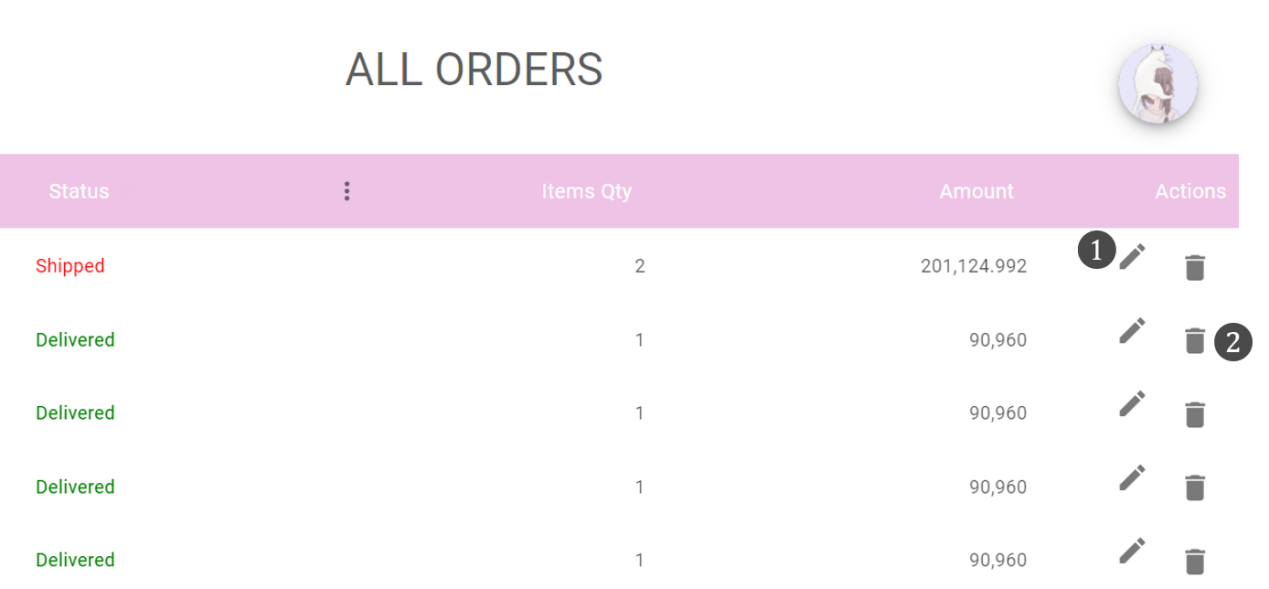 ALL ORDERS
Status Items Qty Amount Actions
Shipped 2 201,124.992 1
Delivered 1 90,960 2
Delivered 1 90,960
Delivered 1 90,960
Delivered 1 90,960